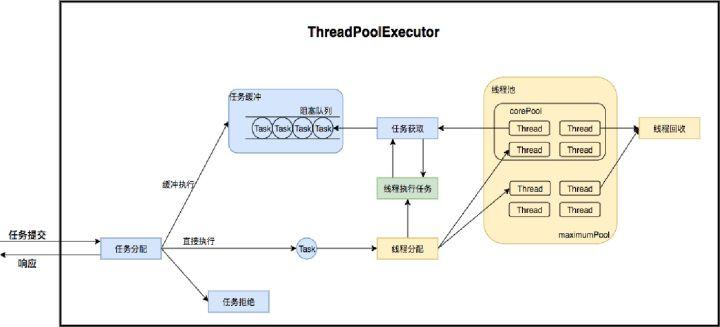 ThreadPoolExecutor
任务缓冲
阻塞队列
Task Task Task Task
任务获取
线程池
corePool
Thread Thread
Thread Thread
线程回收
缓冲执行
线程执行任务
Thread Thread
Thread Thread
maximumPool
任务提交
响应
任务分配
直接执行
Task
线程分配
任务拒绝